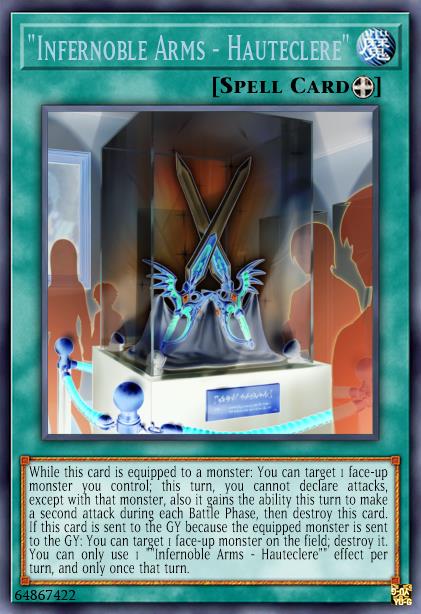 "Infernoble Arms - Hauteclere"
魔
[Spell Card]
While this card is equipped to a monster: You can target 1 face-up
monster you control; this turn, you cannot declare attacks,
except with that monster, also it gains the ability this turn to make
a second attack during each Battle Phase, then destroy this card.
If this card is sent to the GY because the equipped monster is sent
to the GY: You can target 1 face-up monster on the field; destroy it.
You can only use 1 ""Infernoble Arms - Hauteclere"" effect per
turn, and only once that turn.
64867422